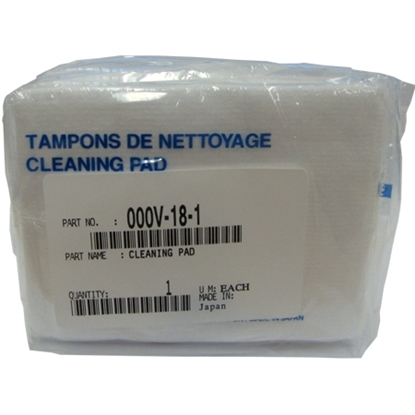 TAMPONS DE NETTOYAGE
CLEANING PAD
PART NO. : 000V-18-1
PART NAME : CLEANING PAD
QUANTITY: 1 U M: EACH
MADE IN:
Japan